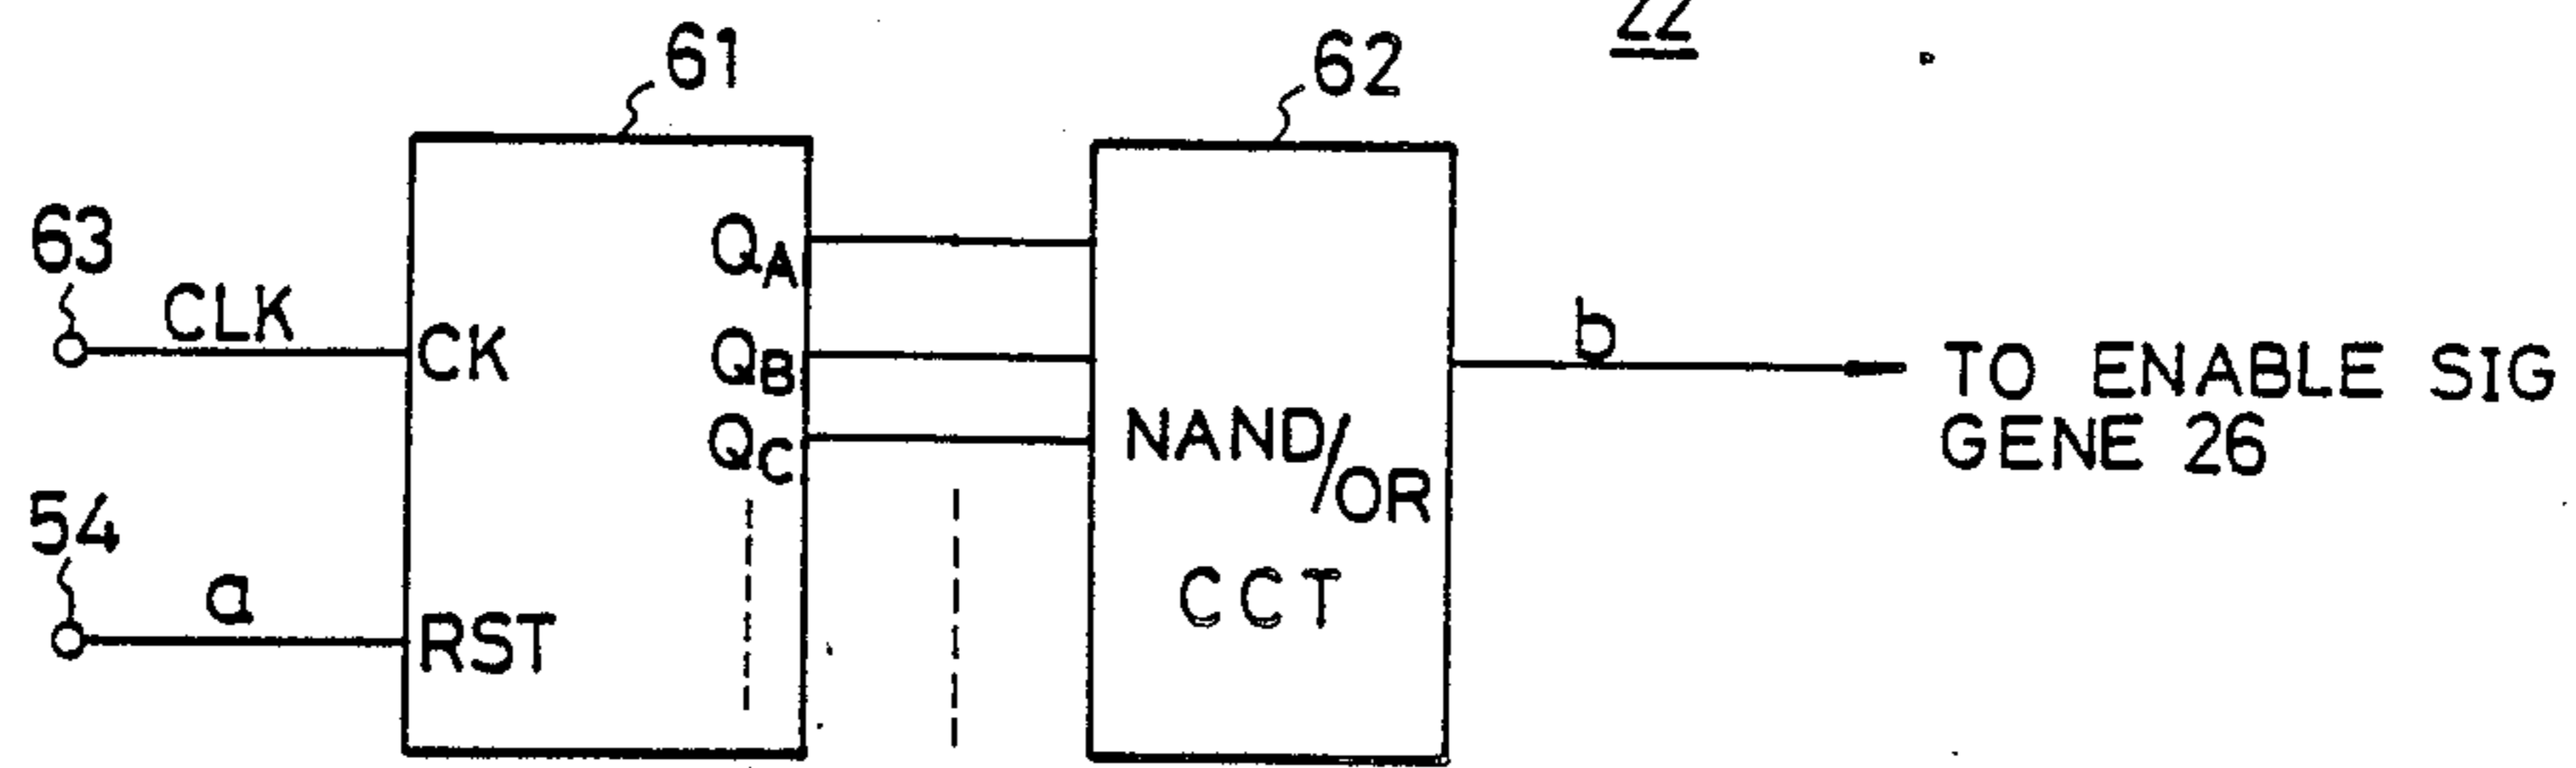 22
61
62
63
CLK
CK
QA
QB
QC
54
a
RST
NAND/OR
CCT
b
TO ENABLE SIG
GENE 26